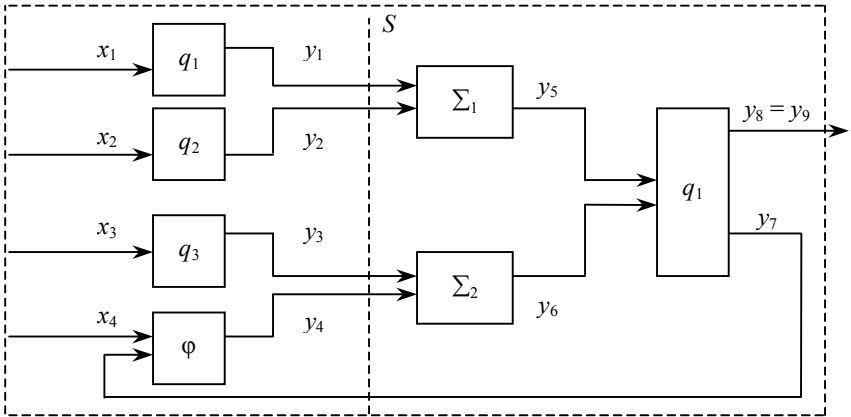 S
x₁ q₁ y₁
Σ₁ y₅
x₂ q₂ y₂
y₈ = y₉
q₁
x₃ q₃ y₃
y₇
Σ₂ y₆
x₄ φ y₄